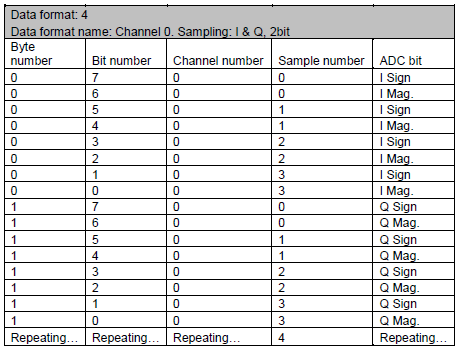 Data format: 4
Data format name: Channel 0. Sampling: I & Q, 2bit
Byte number Bit number Channel number Sample number ADC bit
0 7 0 0 I Sign
0 6 0 0 I Mag.
0 5 0 1 I Sign
0 4 0 1 I Mag.
0 3 0 2 I Sign
0 2 0 2 I Mag.
0 1 0 3 I Sign
0 0 0 3 I Mag.
1 7 0 0 Q Sign
1 6 0 0 Q Mag.
1 5 0 1 Q Sign
1 4 0 1 Q Mag.
1 3 0 2 Q Sign
1 2 0 2 Q Mag.
1 1 0 3 Q Sign
1 0 0 3 Q Mag.
Repeating… Repeating… Repeating… 4 Repeating…